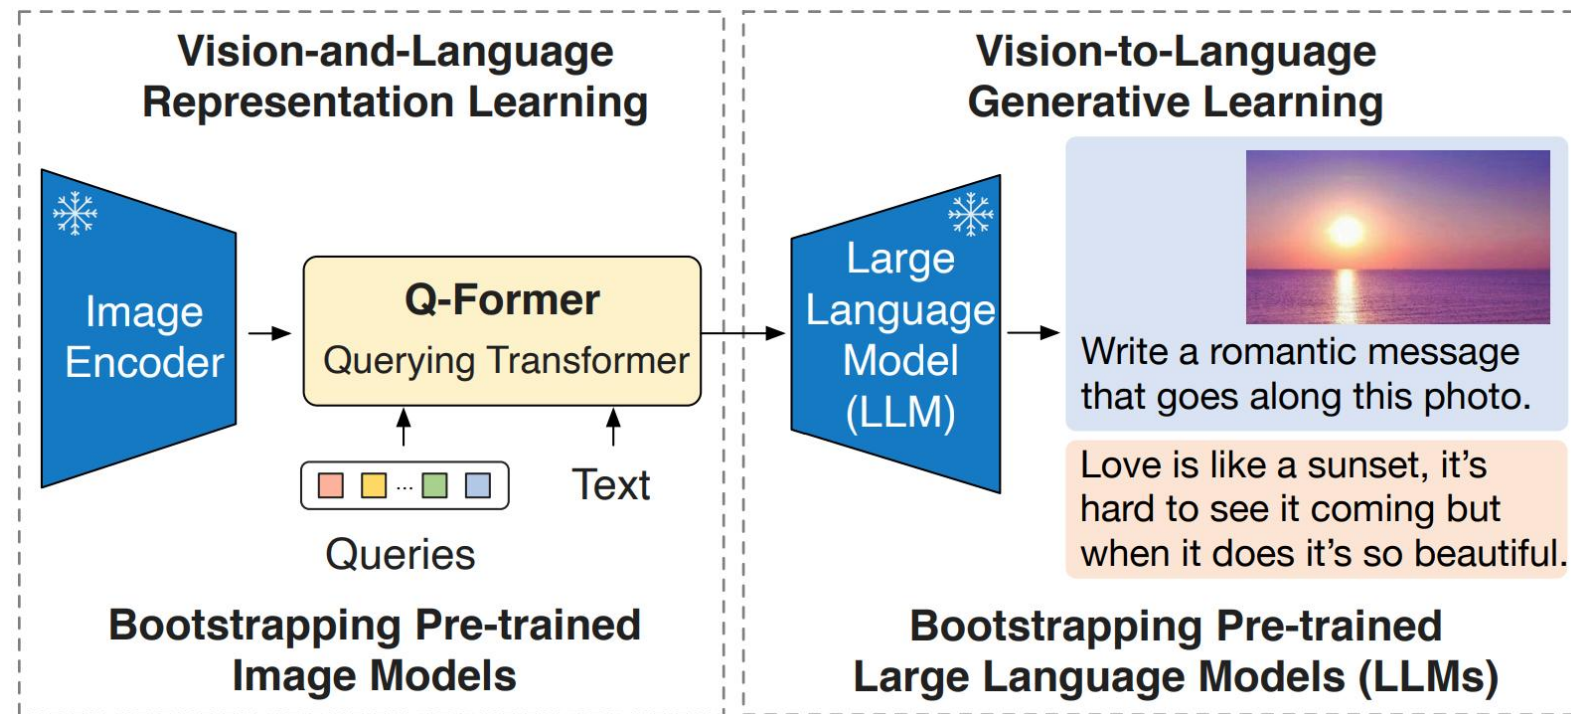 Vision-and-Language
Representation Learning
Image
Encoder
Q-Former
Querying Transformer
...
Queries
Text
Bootstrapping Pre-trained
Image Models
Vision-to-Language
Generative Learning
Large
Language
Model
(LLM)
Write a romantic message
that goes along this photo.
Love is like a sunset, it's
hard to see it coming but
when it does it's so beautiful.
Bootstrapping Pre-trained
Large Language Models (LLMs)